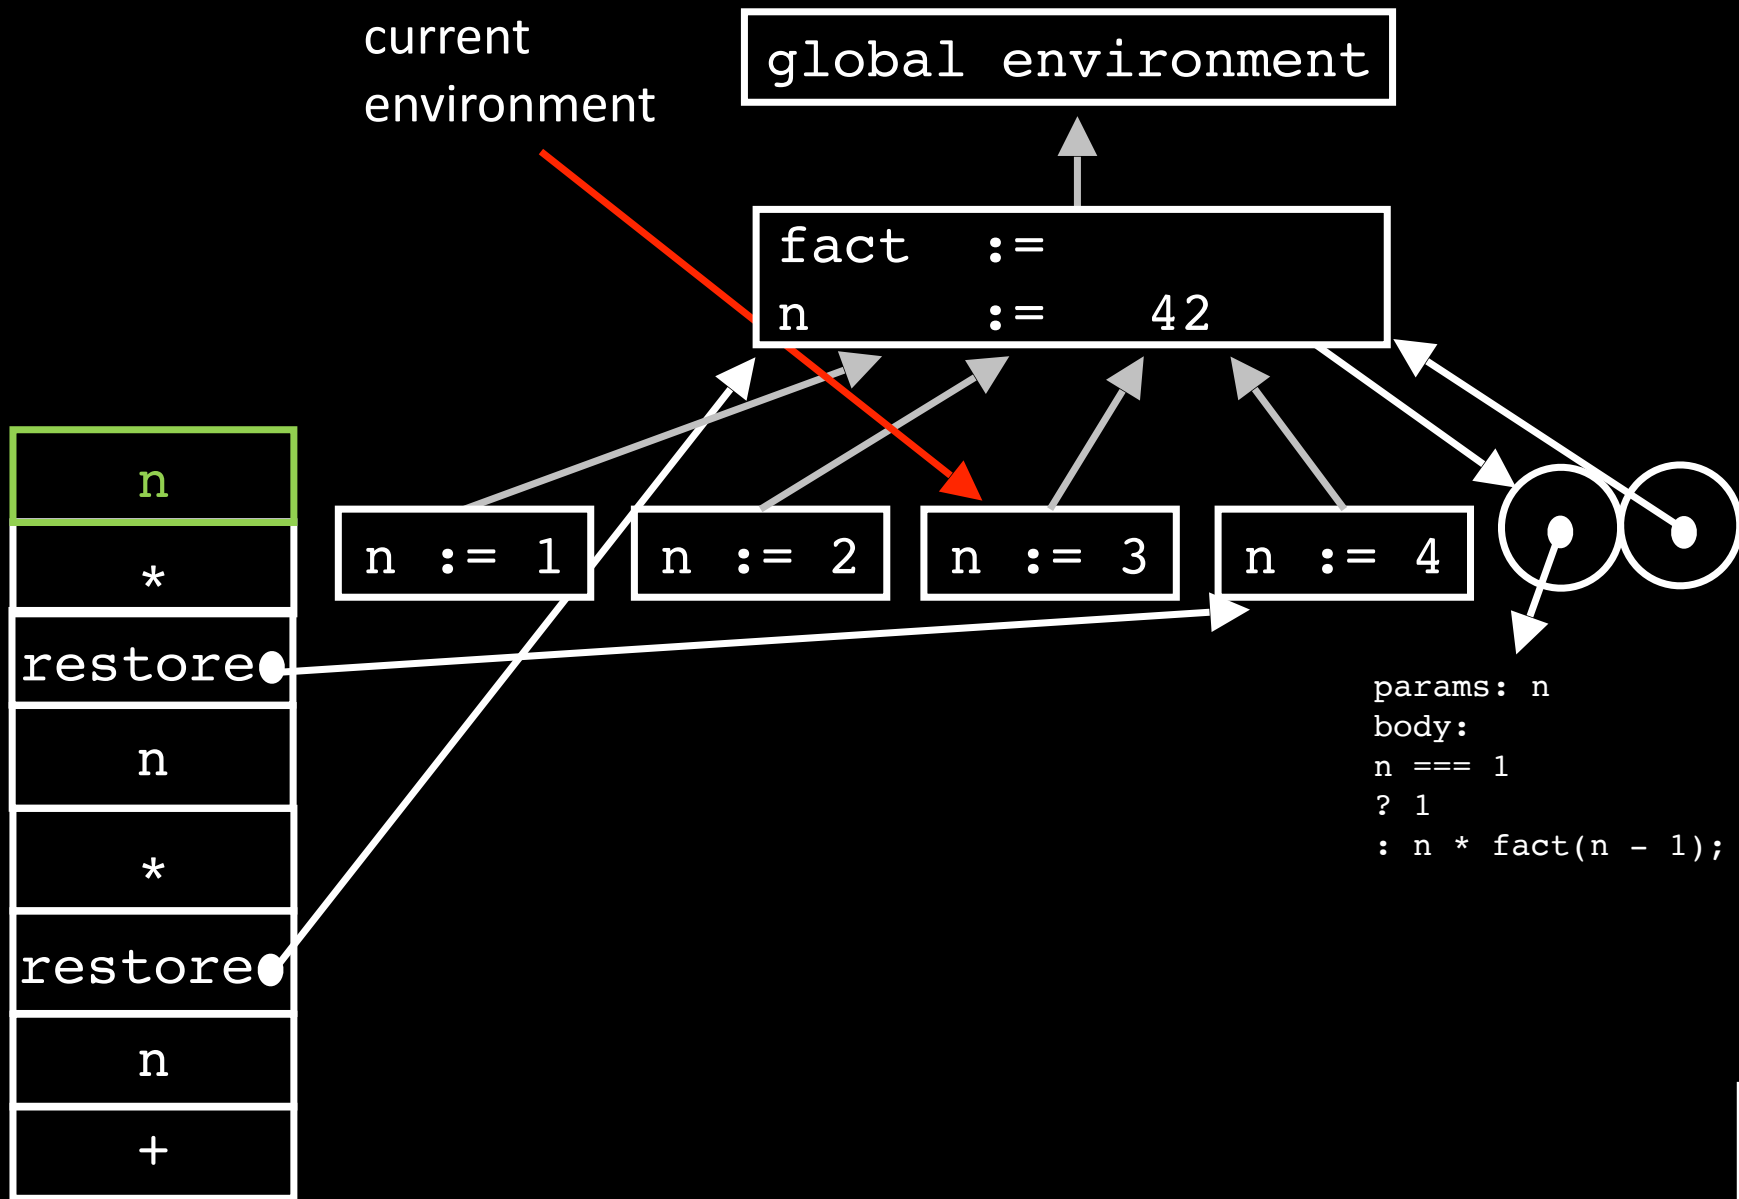 current
environment
global environment
fact :=
n := 42
n
*
restore
n
*
restore
n
+
n := 1
n := 2
n := 3
n := 4
params: n
body:
n === 1
? 1
: n * fact(n - 1);